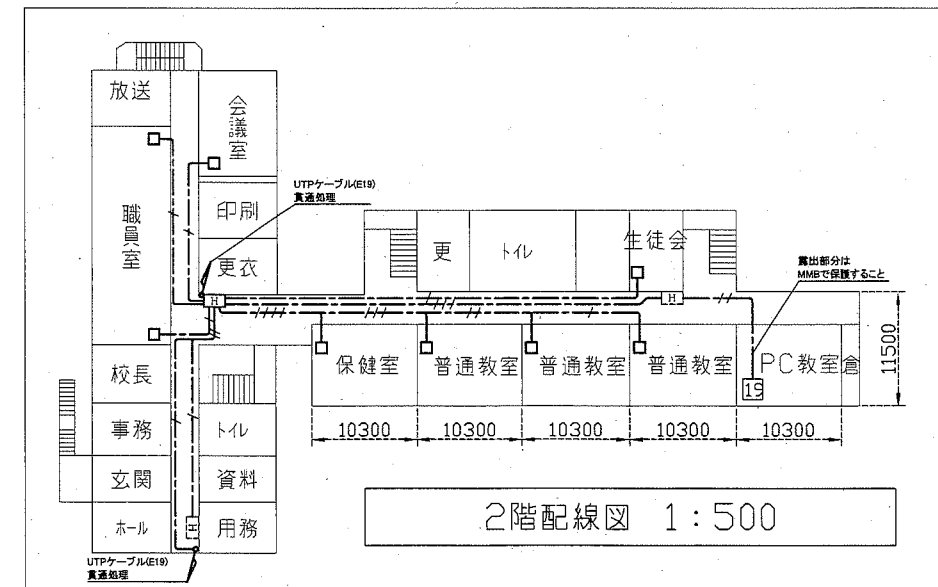 放送
会議室
UTPケーブル(E19)
貫通処理
職員室
印刷
更衣
更
トイレ
生徒会
露出部分は
MMBで保護すること
H
H
保健室
普通教室
普通教室
普通教室
PC教室
倉
11500
19
校長
事務
トイレ
10300
10300
10300
10300
10300
玄関
資料
ホール
H
用務
2階配線図 1:500
UTPケーブル(E19)
貫通処理